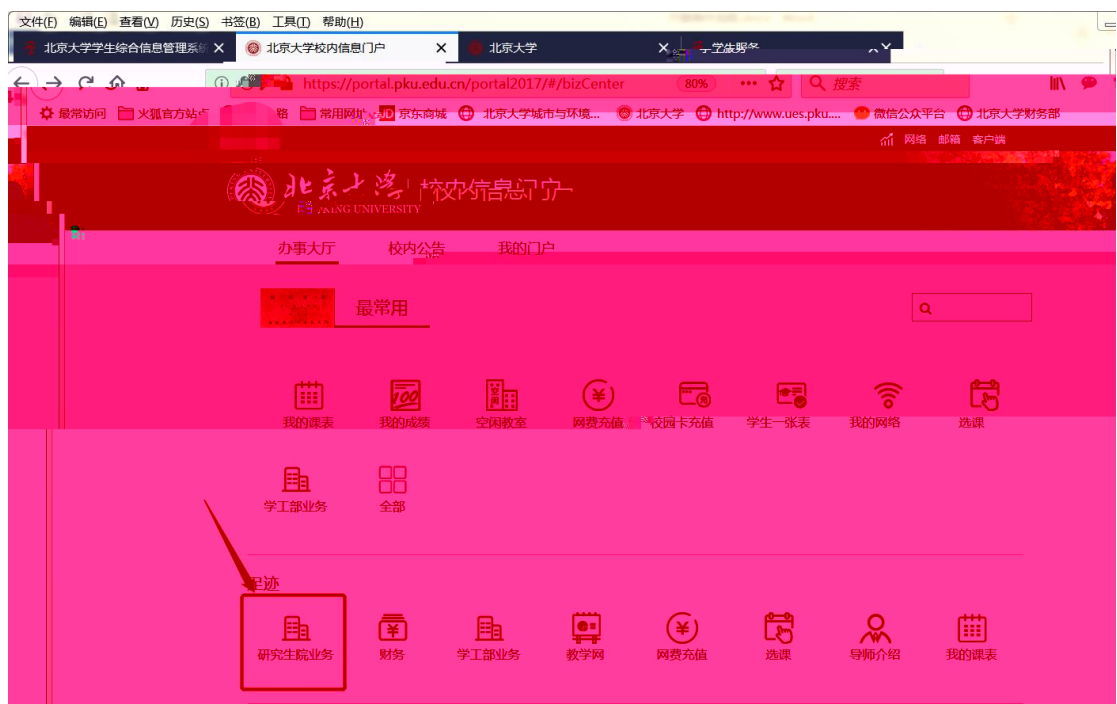 文件(F) 编辑(E) 查看(V) 历史(S) 书签(B) 工具(T) 帮助(H)
北京大学学生综合信息管理系统 × 北京大学校内信息门户 × 北京大学 ×
https://portal.pku.edu.cn/portal2017/#/bizCenter 80% 搜索
最常访问 火狐官方站点 常用网址 JD 京东商城 北京大学城市与环境... 北京大学 http://www.ues.pku.... 微信公众平台 北京大学财务部
网络 邮箱 客户端
北京大学 校内信息门户
UNIVERSITY
办事大厅 校内公告 我的门户
最常用
我的课表 我的成绩 空闲教室 网费充值 校园卡充值 学生一张表 我的网络 选课
学工部业务 全部
足迹
研究生院业务 财务 学工部业务 教学网 网费充值 选课 导师介绍 我的课表